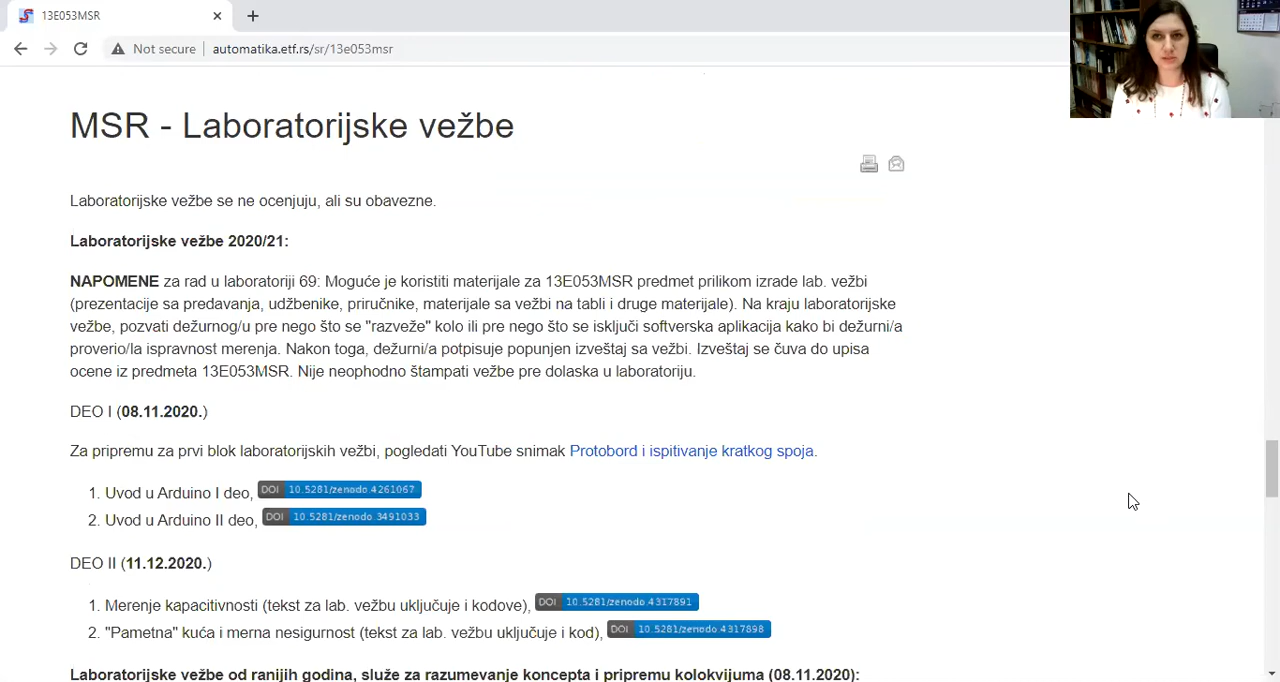 13E053MSR
Not secure
automatika.etf.rs/sr/13e053msr
MSR - Laboratorijske vežbe
Laboratorijske vežbe se ne ocenjuju, ali su obavezne.
Laboratorijske vežbe 2020/21:
NAPOMENE za rad u laboratoriji 69: Moguće je koristiti materijale za 13E053MSR predmet prilikom izrade lab. vežbi
(prezentacije sa predavanja, udžbenike, priručnike, materijale sa vežbi na tabli i druge materijale). Na kraju laboratorijske
vežbe, pozvati dežurnog/u pre nego što se "razveže" kolo ili pre nego što se isključi softverska aplikacija kako bi dežurni/a
proverio/la ispravnost merenja. Nakon toga, dežurni/a potpisuje popunjen izveštaj sa vežbi. Izveštaj se čuva do upisa
ocene iz predmeta 13E053MSR. Nije neophodno štampati vežbe pre dolaska u laboratoriju.
DEO I (08.11.2020.)
Za pripremu za prvi blok laboratorijskih vežbi, pogledati YouTube snimak Protobord i ispitivanje kratkog spoja.
1. Uvod u Arduino I deo, DOI 10.5281/zenodo.4261067
2. Uvod u Arduino II deo, DOI 10.5281/zenodo.3491033
DEO II (11.12.2020.)
1. Merenje kapacitivnosti (tekst za lab. vežbu uključuje i kodove), DOI 10.5281/zenodo.4317891
2. "Pametna" kuća i merna nesigurnost (tekst za lab. vežbu uključuje i kod), DOI 10.5281/zenodo.4317898
Laboratorijske vežbe od ranijih godina, služe za razumevanje koncepta i pripremu kolokvijuma (08.11.2020):